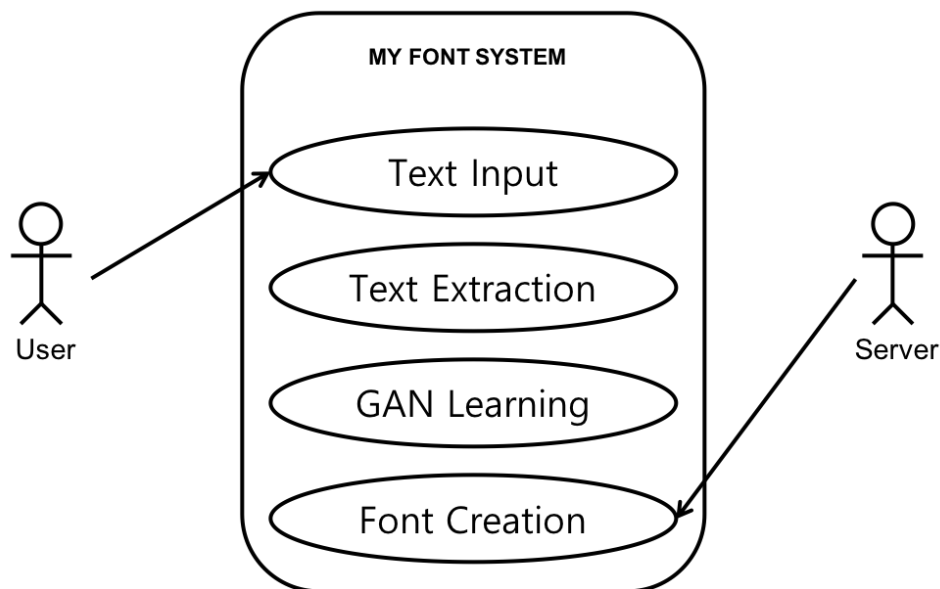 MY FONT SYSTEM
Text Input
Text Extraction
User
Server
GAN Learning
Font Creation